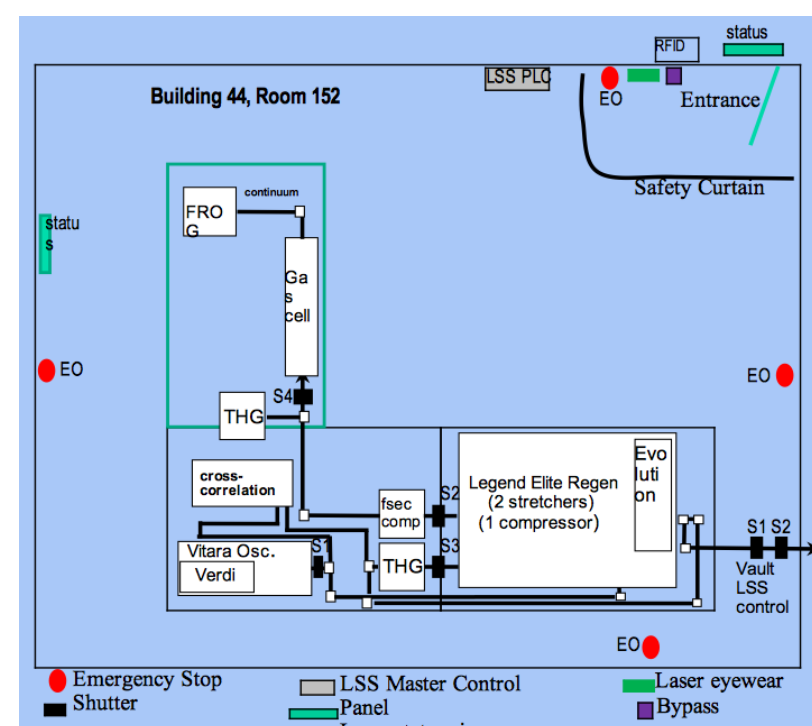 status
RFID
LSS PLC
EO
Entrance
Building 44, Room 152
Safety Curtain
continuum
FRO
G
statu
s
Ga
s
cell
EO
EO
S4
THG
cross-
correlation
fsec
comp
S2
Legend Elite Regen
(2 stretchers)
(1 compressor)
Evo
luti
on
S1 S2
Vitara Osc.
S1
S3
Verdi
THG
Vault
LSS
control
EO
Emergency Stop
LSS Master Control
Laser eyewear
Shutter
Panel
Bypass